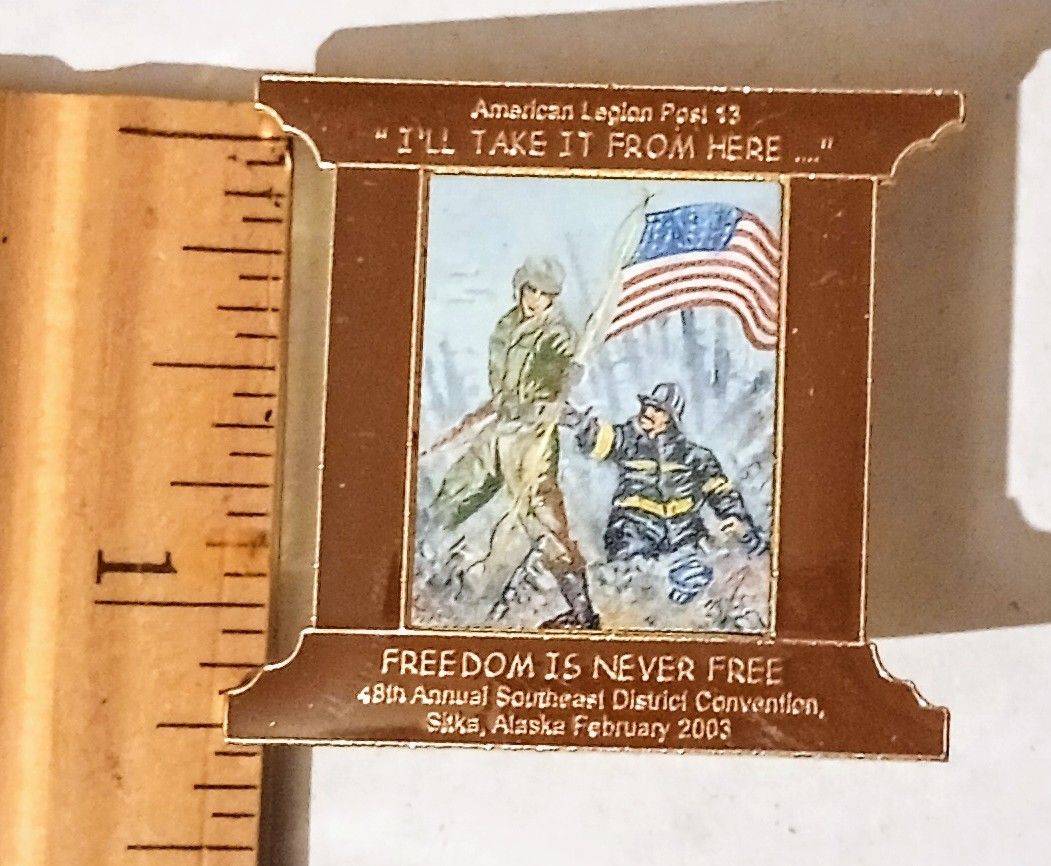 American Legion Post 13
" I'LL TAKE IT FROM HERE ...."
1
FREEDOM IS NEVER FREE
48th Annual Southeast District Convention,
Sitka, Alaska February 2003